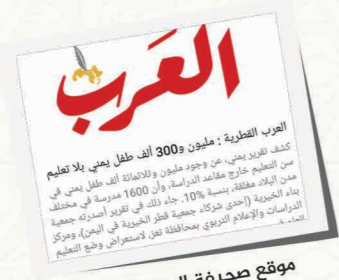 العرب
العرب القطرية : مليون و300 ألف طفل يمني بلا تعليم
كشف تقرير يمني، عن وجود مليون وثلاثمائة ألف طفل يمني في
سن التعليم خارج مقاعد الدراسة، وأن 1600 مدرسة في مختلف
مدن البلاد مغلقة، بنسبة 10%. جاء ذلك في تقرير أصدرته جمعية
بناء الخيرية (إحدى شركاء جمعية قطر الخيرية في اليمن)، ومركز
الدراسات والإعلام التربوي بمحافظة تعز، لاستعراض وضع التعليم
موقع صحيفة